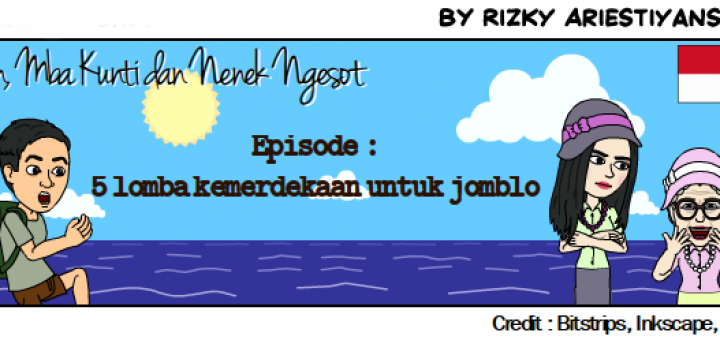 BY RIZKY ARIESTIYANS
, Mba Kunti dan Nenek Ngesot
Episode :
5 lomba kemerdekaan untuk jomblo
Credit : Bitstrips, Inkscape,